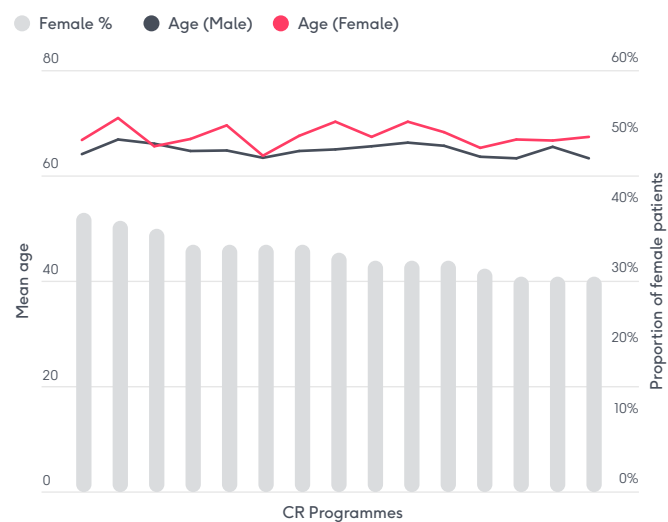 Female % Age (Male) Age (Female)
80 60%
50%
60
40%
40 30%
20%
20
10%
0 0%
Mean age
Proportion of female patients
CR Programmes